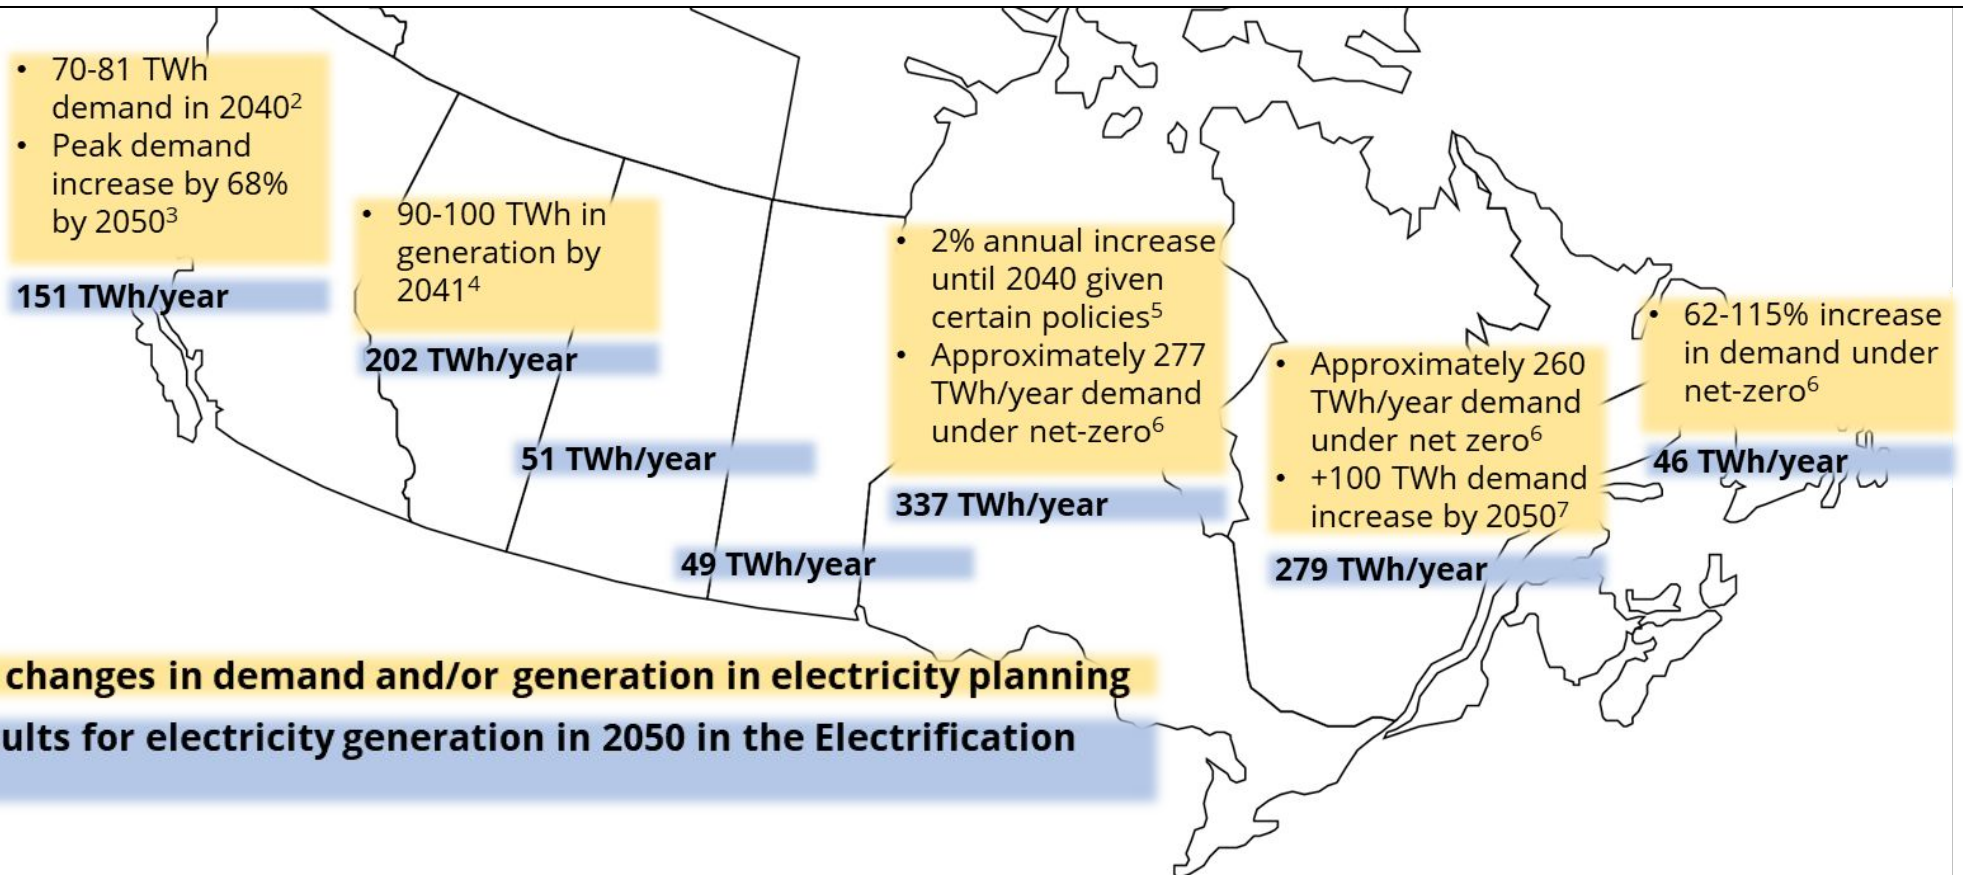 • 70-81 TWh
demand in 2040²
• Peak demand
increase by 68%
by 2050³
151 TWh/year
• 90-100 TWh in
generation by
2041⁴
202 TWh/year
51 TWh/year
49 TWh/year
• 2% annual increase
until 2040 given
certain policies⁵
• Approximately 277
TWh/year demand
under net-zero⁶
337 TWh/year
• Approximately 260
TWh/year demand
under net zero⁶
• +100 TWh demand
increase by 2050⁷
279 TWh/year
• 62-115% increase
in demand under
net-zero⁶
46 TWh/year
changes in demand and/or generation in electricity planning
ults for electricity generation in 2050 in the Electrification